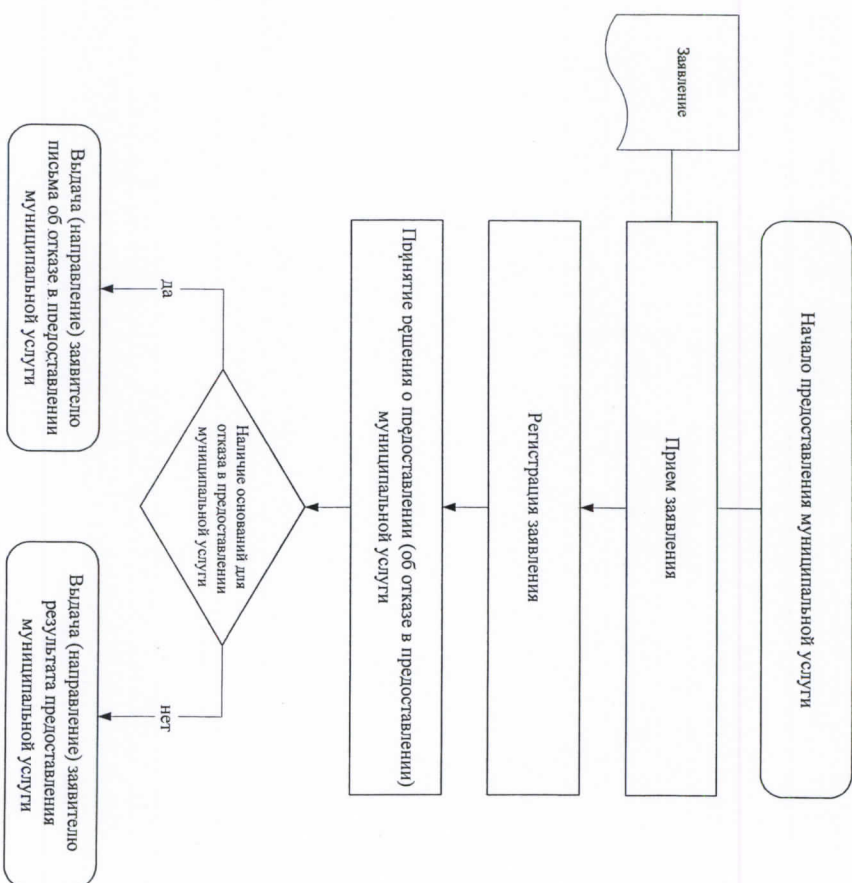 Начало предоставления муниципальной услуги
Заявление
Прием заявления
Регистрация заявления
Принятие решения о предоставлении (об отказе в предоставлении)
муниципальной услуги
Наличие оснований для
отказа в предоставлении
муниципальной услуги
да
нет
Выдача (направление) заявителю
письма об отказе в предоставлении
муниципальной услуги
Выдача (направление) заявителю
результата предоставления
муниципальной услуги